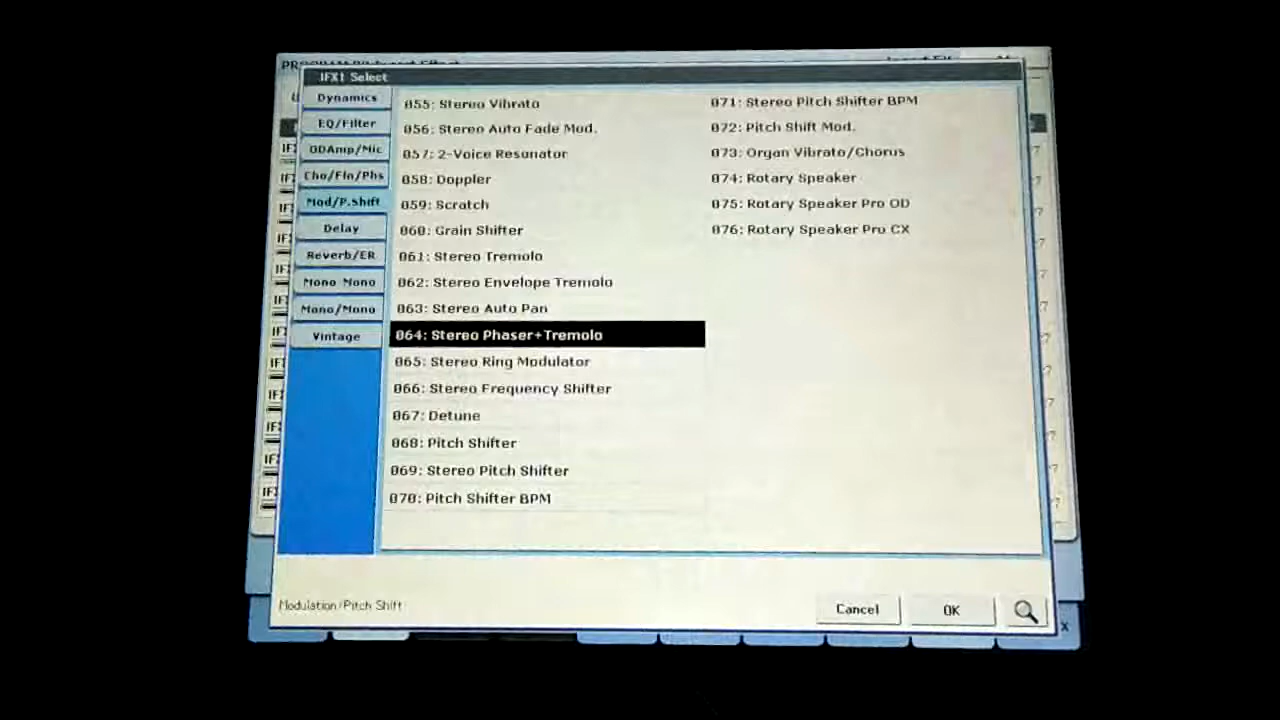 IFX1 Select
Dynamics
EQ/Filter
ODAmp/Mic
Cho/Fln/Phs
Mod/P.Shift
Delay
Reverb/ER
Mono-Mono
Mono/Mono
Vintage
055: Stereo Vibrato
056: Stereo Auto Fade Mod.
057: 2-Voice Resonator
058: Doppler
059: Scratch
060: Grain Shifter
061: Stereo Tremolo
062: Stereo Envelope Tremolo
063: Stereo Auto Pan
064: Stereo Phaser+Tremolo
065: Stereo Ring Modulator
066: Stereo Frequency Shifter
067: Detune
068: Pitch Shifter
069: Stereo Pitch Shifter
070: Pitch Shifter BPM
071: Stereo Pitch Shifter BPM
072: Pitch Shift Mod.
073: Organ Vibrato/Chorus
074: Rotary Speaker
075: Rotary Speaker Pro OD
076: Rotary Speaker Pro CX
Modulation/Pitch Shift
Cancel
OK